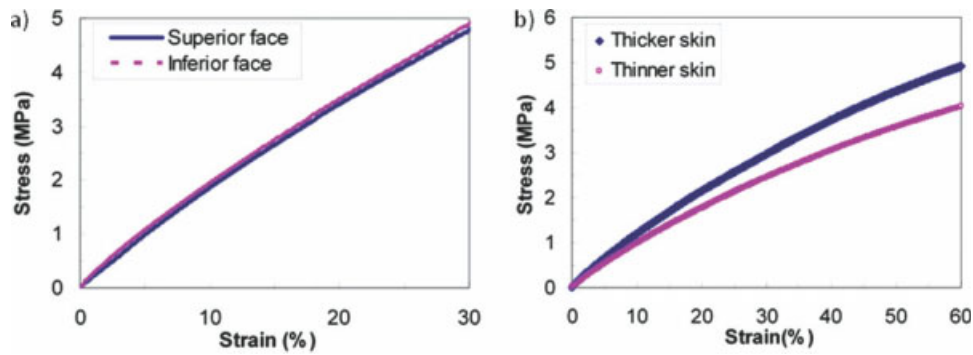 a)
5
4
3
2
1
0
Stress (MPa)
Superior face
Inferior face
0 10 20 30
Strain (%)
b)
6
5
4
3
2
1
0
Stress (MPa)
Thicker skin
Thinner skin
0 10 20 30 40 50 60
Strain(%)